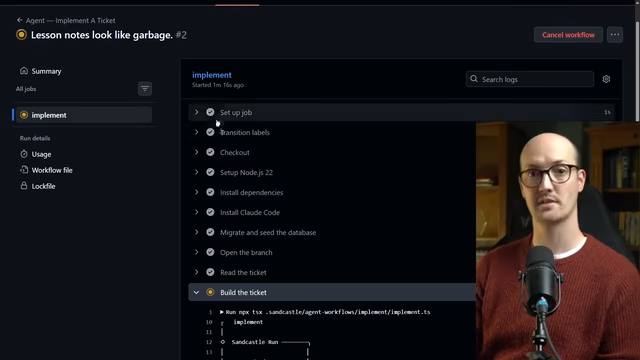 Agent — Implement A Ticket
Lesson notes look like garbage. #2
Cancel workflow
Summary
All jobs
implement
Run details
Usage
Workflow file
Lockfile
implement
Started 1m 16s ago
Search logs
Set up job
1s
Transition labels
Checkout
Setup Node.js 22
Install dependencies
Install Claude Code
Migrate and seed the database
Open the branch
Read the ticket
Build the ticket
1 ▶ Run npx tsx .sandcastle/agent-workflows/implement/implement.ts
10 implement
11
12 Sandcastle Run
13